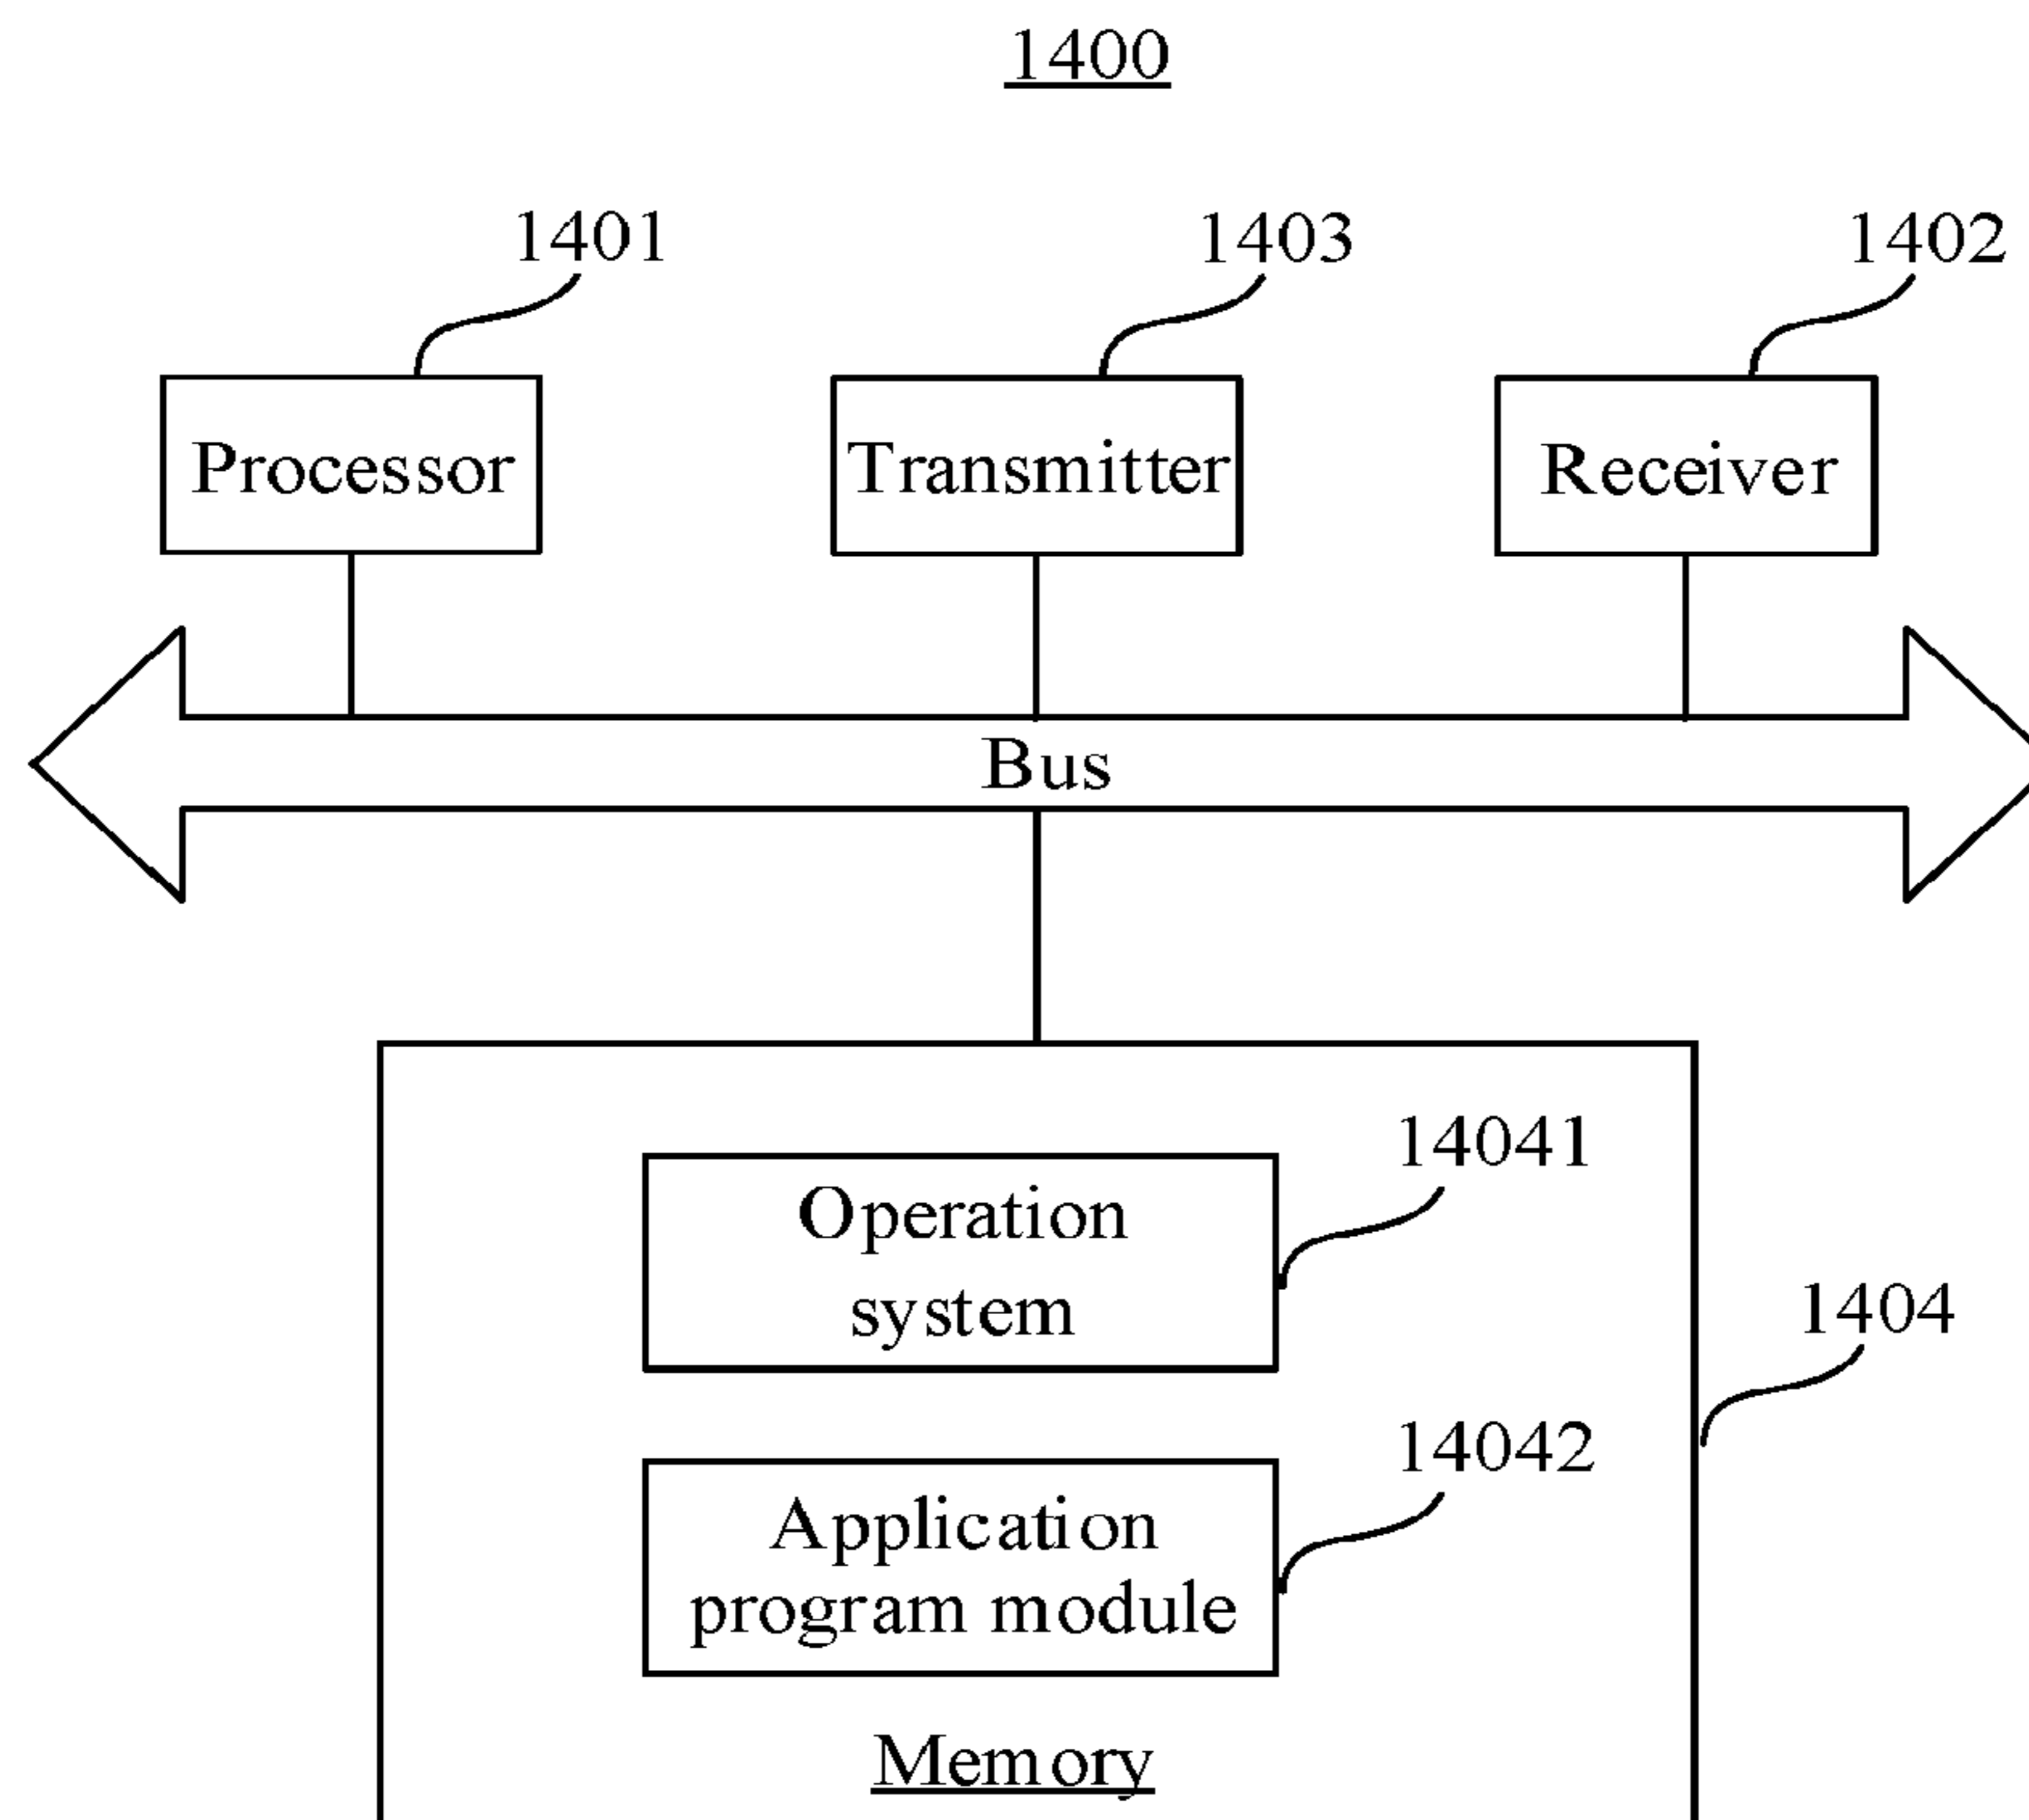 1400
1401
1403
1402
Processor
Transmitter
Receiver
Bus
14041
Operation
system
1404
14042
Application
program module
Memory